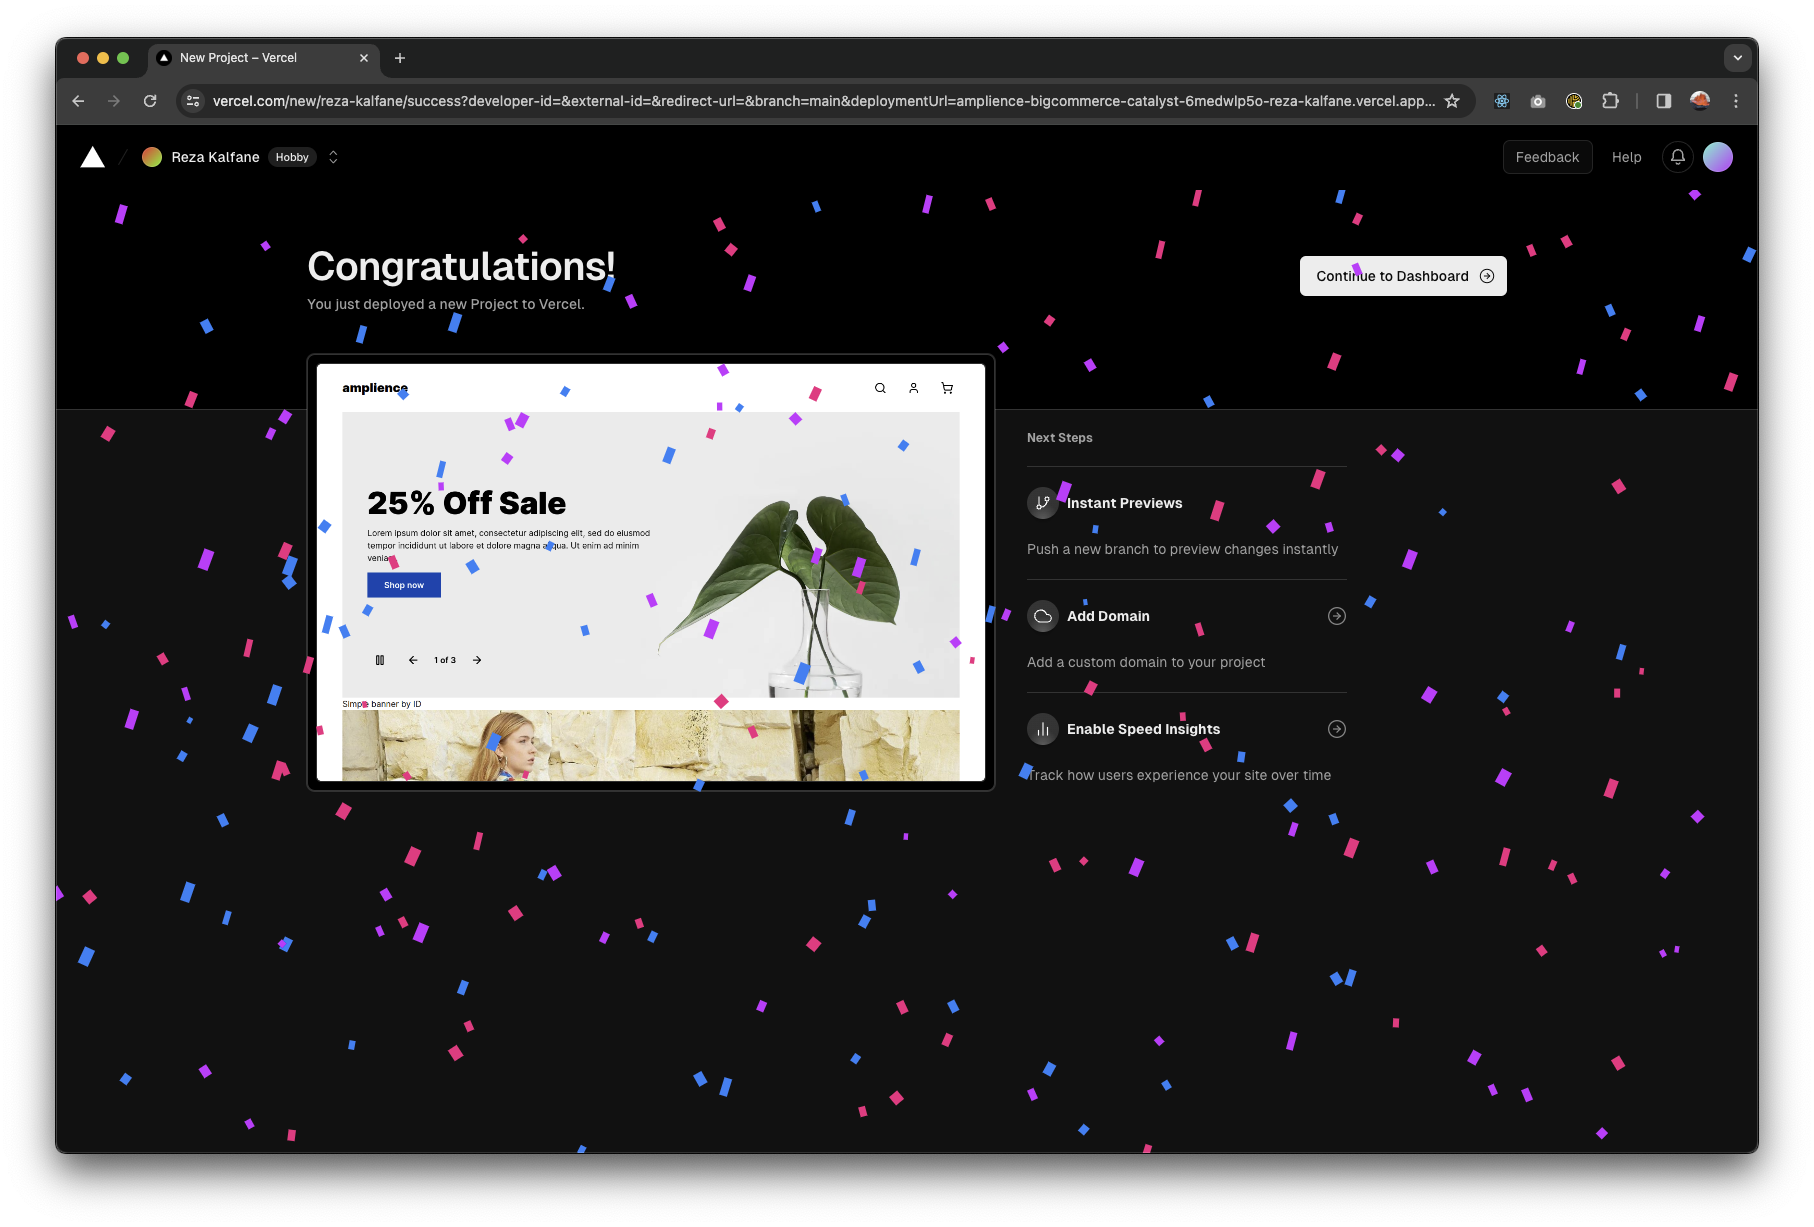 New Project – Vercel
vercel.com/new/reza-kalfane/success?developer-id=&external-id=&redirect-url=&branch=main&deploymentUrl=amplience-bigcommerce-catalyst-6medwlp5o-reza-kalfane.vercel.app...
Reza Kalfane Hobby
Feedback Help
Congratulations!
You just deployed a new Project to Vercel.
Continue to Dashboard
amplience
25% Off Sale
Lorem ipsum dolor sit amet, consectetur adipiscing elit, sed do eiusmod
tempor incididunt ut labore et dolore magna aliqua. Ut enim ad minim
veniam
Shop now
1 of 3
Simple banner by ID
Next Steps
Instant Previews
Push a new branch to preview changes instantly
Add Domain
Add a custom domain to your project
Enable Speed Insights
Track how users experience your site over time